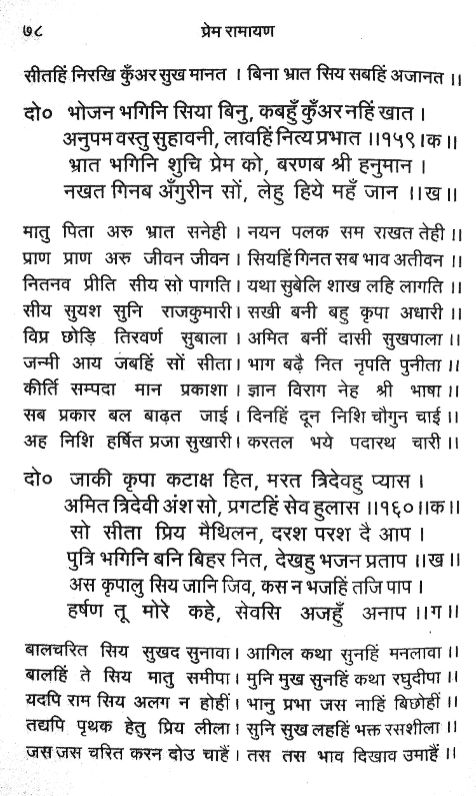 ७८
प्रेम रामायण
सीतहिं निरखि कुँअर सुख मानत । बिना भ्रात सिय सबहिं अजानत ।।
दो० भोजन भगिनि सिया बिनु, कबहुँ कुँअर नहिं खात ।
अनुपम वस्तु सुहावनी, लावहिं नित्य प्रभात ।।१५९।क।।
भ्रात भगिनि शुचि प्रेम को, बरणब श्री हनुमान ।
नखत गिनब अँगुरीन सों, लेहु हिये महँ जान ।।ख।।
मातु पिता अरु भ्रात सनेही । नयन पलक सम राखत तेही ।।
प्राण प्राण अरु जीवन जीवन । सियहिं गिनत सब भाव अतीवन ।।
नितनव प्रीति सीय सो पागति । यथा सुबेलि शाख लहि लागति ।।
सीय सुयश सुनि राजकुमारी । सखी बनी बहु कृपा अधारी ।।
विप्र छोड़ि तिरवर्ण सुबाला । अमित बनीं दासी सुखपाला ।।
जन्मी आय जबहिं सों सीता । भाग बढ़ै नित नृपति पुनीता ।।
कीर्ति सम्पदा मान प्रकाशा । ज्ञान विराग नेह श्री भाषा ।।
सब प्रकार बल बाढ़त जाई । दिनहिं दून निशि चौगुन चाई ।।
अह निशि हर्षित प्रजा सुखारी । करतल भये पदारथ चारी ।।
दो० जाकी कृपा कटाक्ष हित, मरत त्रिदेवहु प्यास ।
अमित त्रिदेवी अंश सो, प्रगटहिं सेव हुलास ।।१६०।।क।।
सो सीता प्रिय मैथिलन, दरश परश दै आप ।
पुत्रि भगिनि बनि बिहर नित, देखहु भजन प्रताप ।।ख।।
अस कृपालु सिय जानि जिव, कस न भजहिं तजि पाप ।
हर्षण तू मोरे कहे, सेवसि अजहुँ अनाप ।।ग।।
बालचरित सिय सुखद सुनावा । आगिल कथा सुनहिं मनलावा ।।
बालहिं ते सिय मातु समीपा । मुनि मुख सुनहिं कथा रघुदीपा ।।
यदपि राम सिय अलग न होहीं । भानु प्रभा जस नाहिं बिछोहीं ।।
तद्यपि पृथक हेतु प्रिय लीला । सुनि सुख लहहिं भक्त रसशीला ।।
जस जस चरित करन दोउ चाहैं । तस तस भाव दिखाव उमाहैं ।।